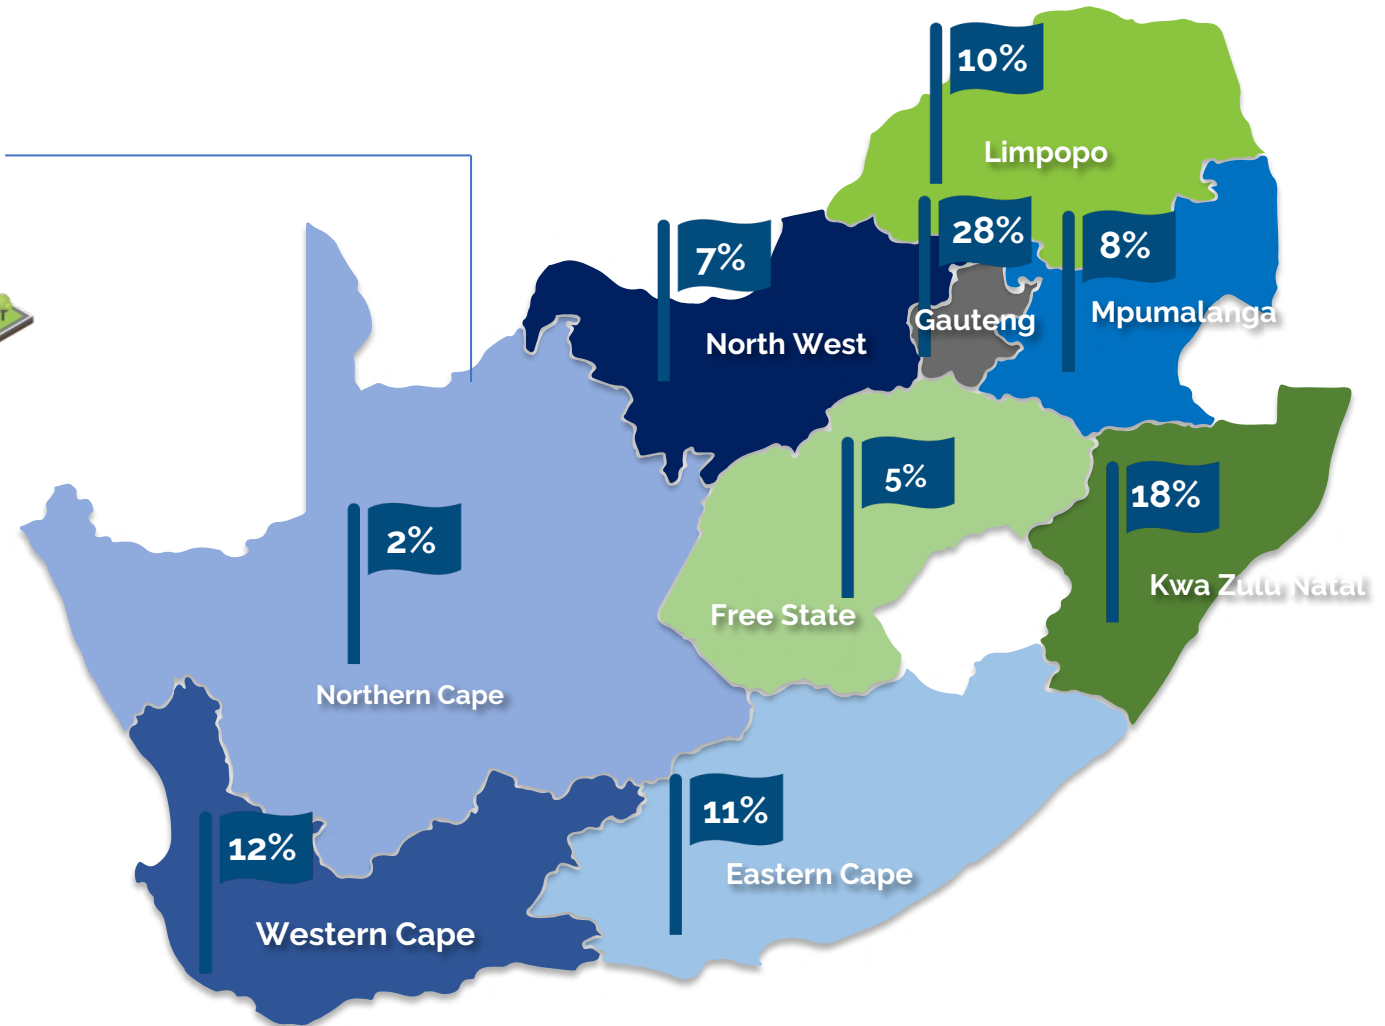 10%
Limpopo
28%
8%
7%
Gauteng
Mpumalanga
North West
5%
18%
2%
Kwa Zulu Natal
Free State
Northern Cape
11%
12%
Eastern Cape
Western Cape